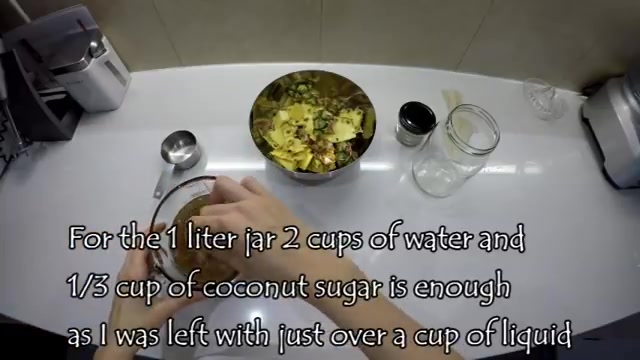 For the 1 liter jar 2 cups of water and
1/3 cup of coconut sugar is enough
as I was left with just over a cup of liquid